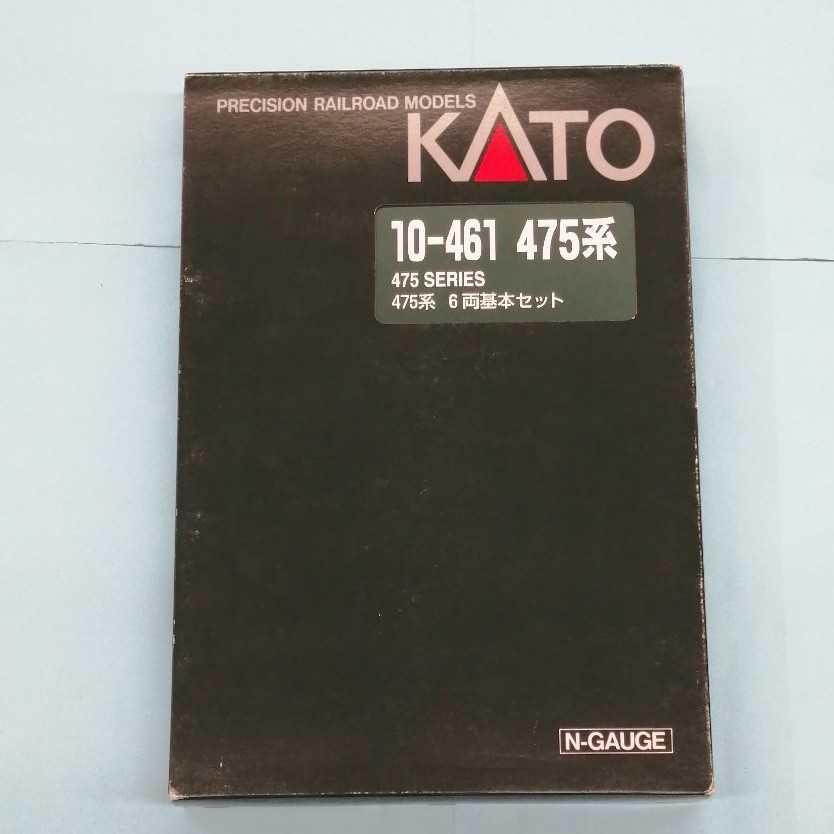 PRECISION RAILROAD MODELS
KATO
10-461 475系
475 SERIES
475系 6両基本セット
N-GAUGE